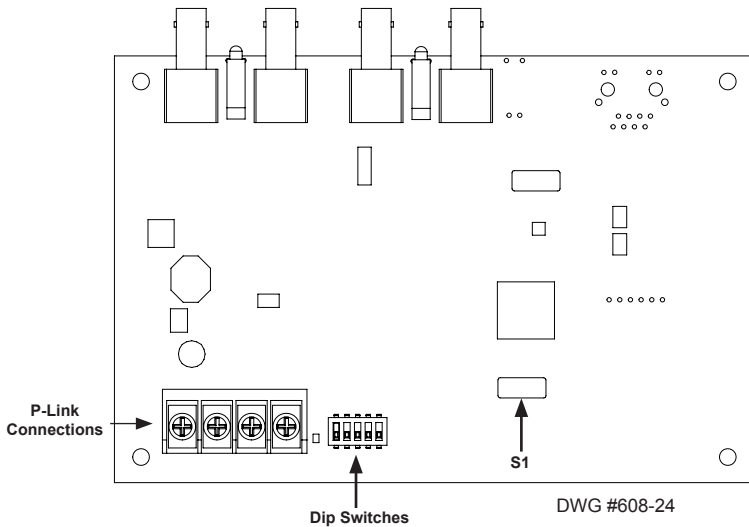 P-Link
Connections
S1
Dip Switches
DWG #608-24